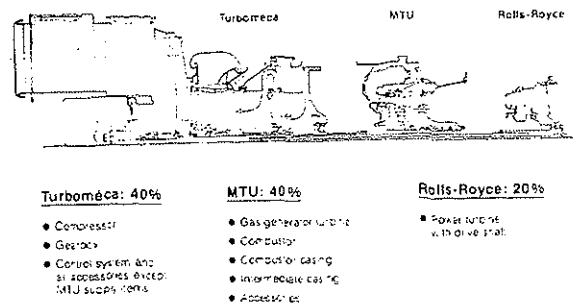 Turboméca
MTU
Rolls-Royce
Turboméca: 40%
• Compressor
• Gearbox
• Control system and
all accessories except
MTU supply items
MTU: 40%
• Gas generator turbine
• Combustor
• Combustor casing
• Intermediate casing
• Accessories
Rolls-Royce: 20%
• Power turbine
with drive shaft